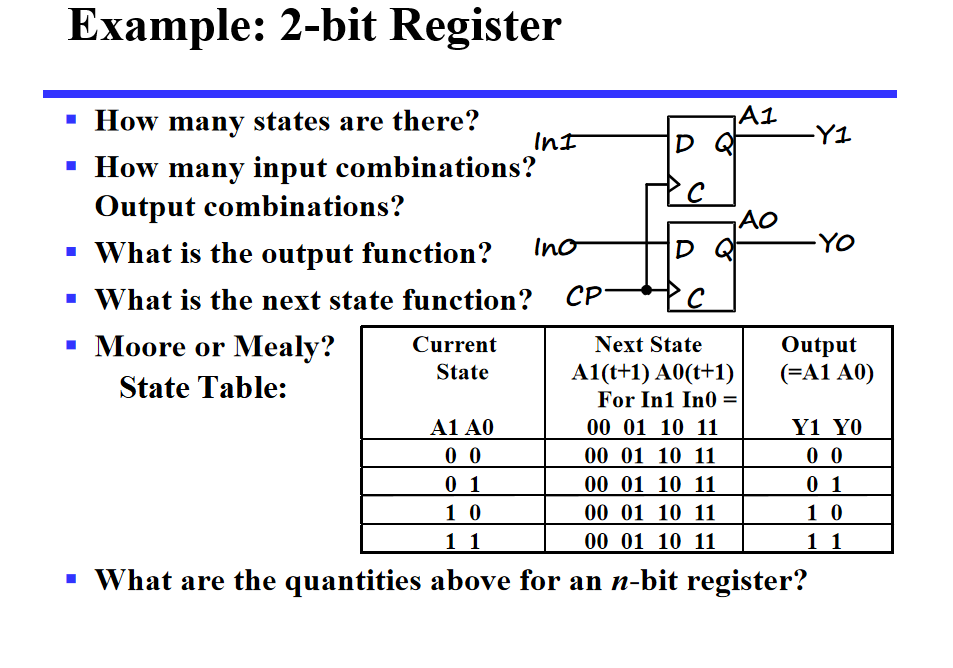 Example: 2-bit Register
How many states are there?
How many input combinations?
Output combinations?
What is the output function?
What is the next state function?
Moore or Mealy?
State Table:
In1
D Q
A1
Y1
C
In0
D Q
A0
Y0
CP
C
Current State
Next State
Output
A1(t+1) A0(t+1)
(=A1 A0)
For In1 In0 =
A1 A0
00 01 10 11
Y1 Y0
0 0
00 01 10 11
0 0
0 1
00 01 10 11
0 1
1 0
00 01 10 11
1 0
1 1
00 01 10 11
1 1
What are the quantities above for an n-bit register?